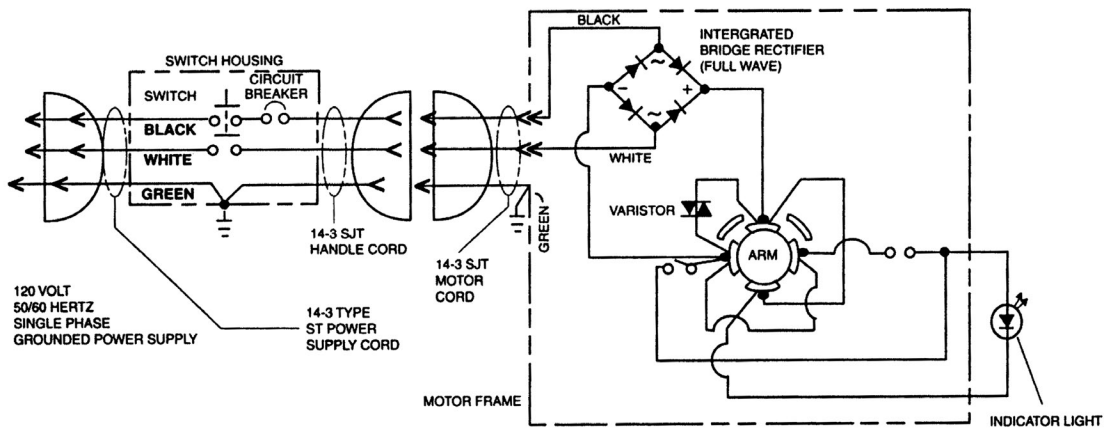 BLACK
INTERGRATED
BRIDGE RECTIFIER
(FULL WAVE)
SWITCH HOUSING
CIRCUIT
BREAKER
SWITCH
BLACK
WHITE
GREEN
~
- +
~
WHITE
GREEN
VARISTOR
ARM
14-3 SJT
HANDLE CORD
14-3 SJT
MOTOR
CORD
120 VOLT
50/60 HERTZ
SINGLE PHASE
GROUNDED POWER SUPPLY
14-3 TYPE
ST POWER
SUPPLY CORD
MOTOR FRAME
INDICATOR LIGHT